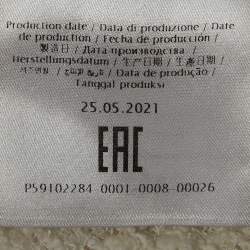 Production date / Data di produzione / Date
de production / Fecha de producción /
製造日 / Дата производства /
Herstellungsdatum / 生产日期 / 生產日期 /
/ Data de produção /
Tanggal produksi
25.05.2021
EAC
P59102284-0001-0008-00026